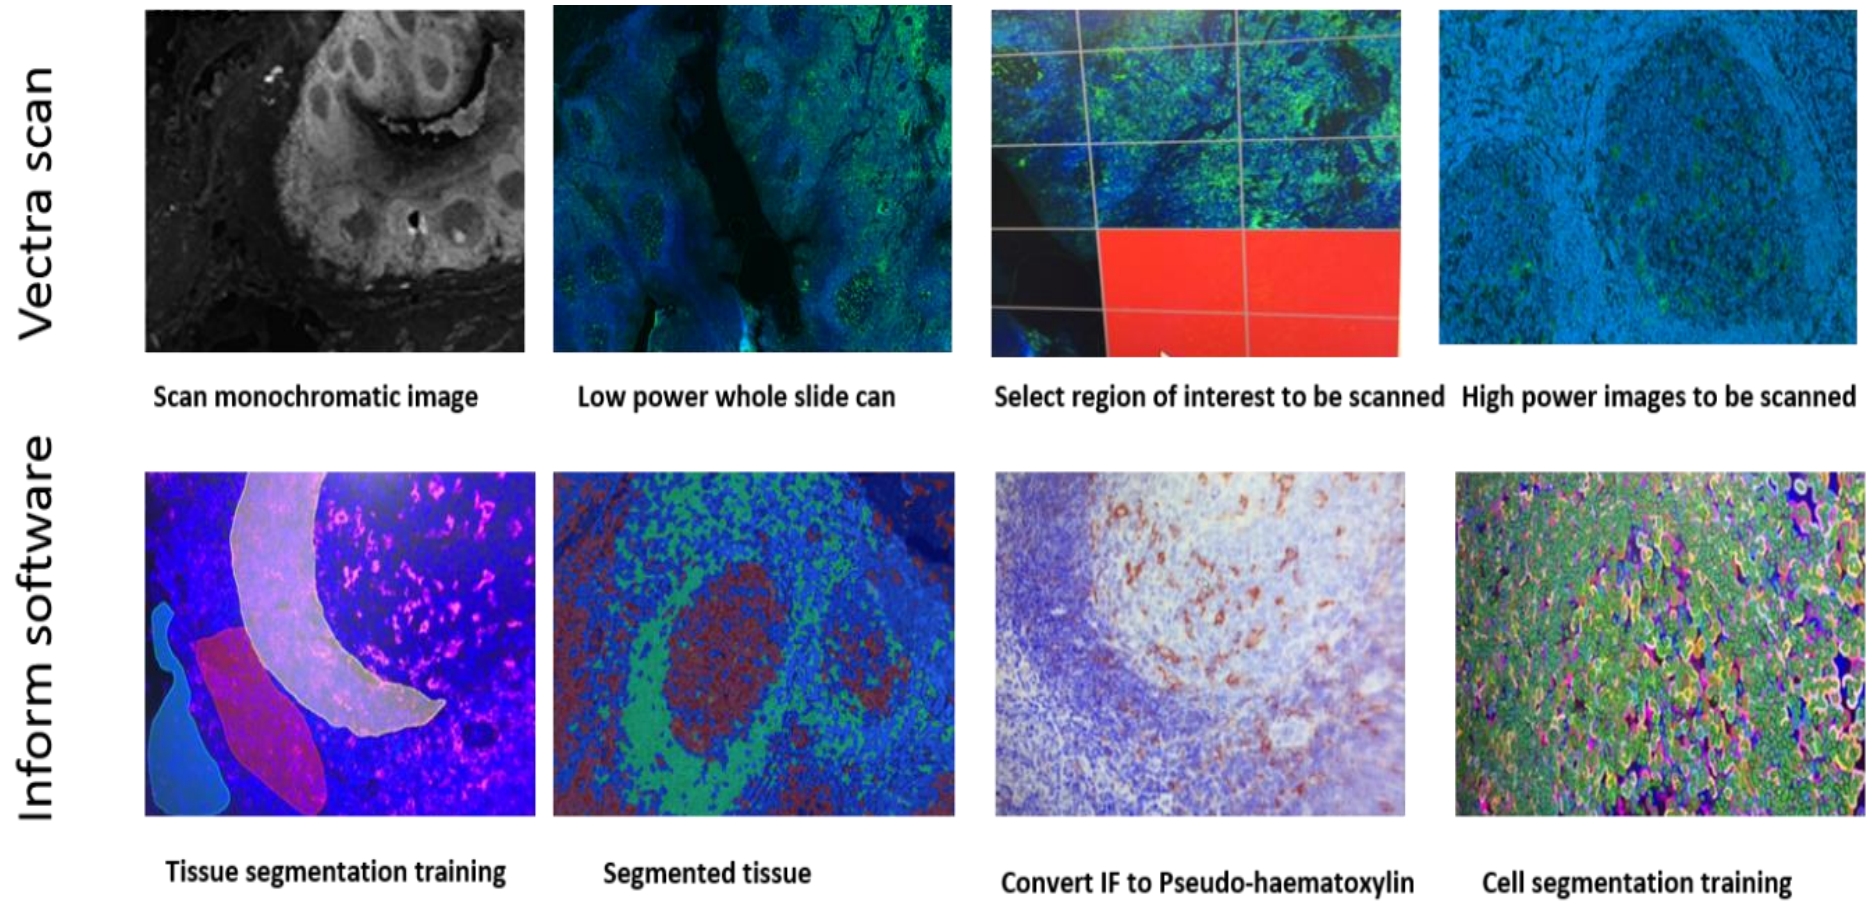 Vectra scan
Scan monochromatic image
Low power whole slide can
Select region of interest to be scanned
High power images to be scanned
Inform software
Tissue segmentation training
Segmented tissue
Convert IF to Pseudo-haematoxylin
Cell segmentation training